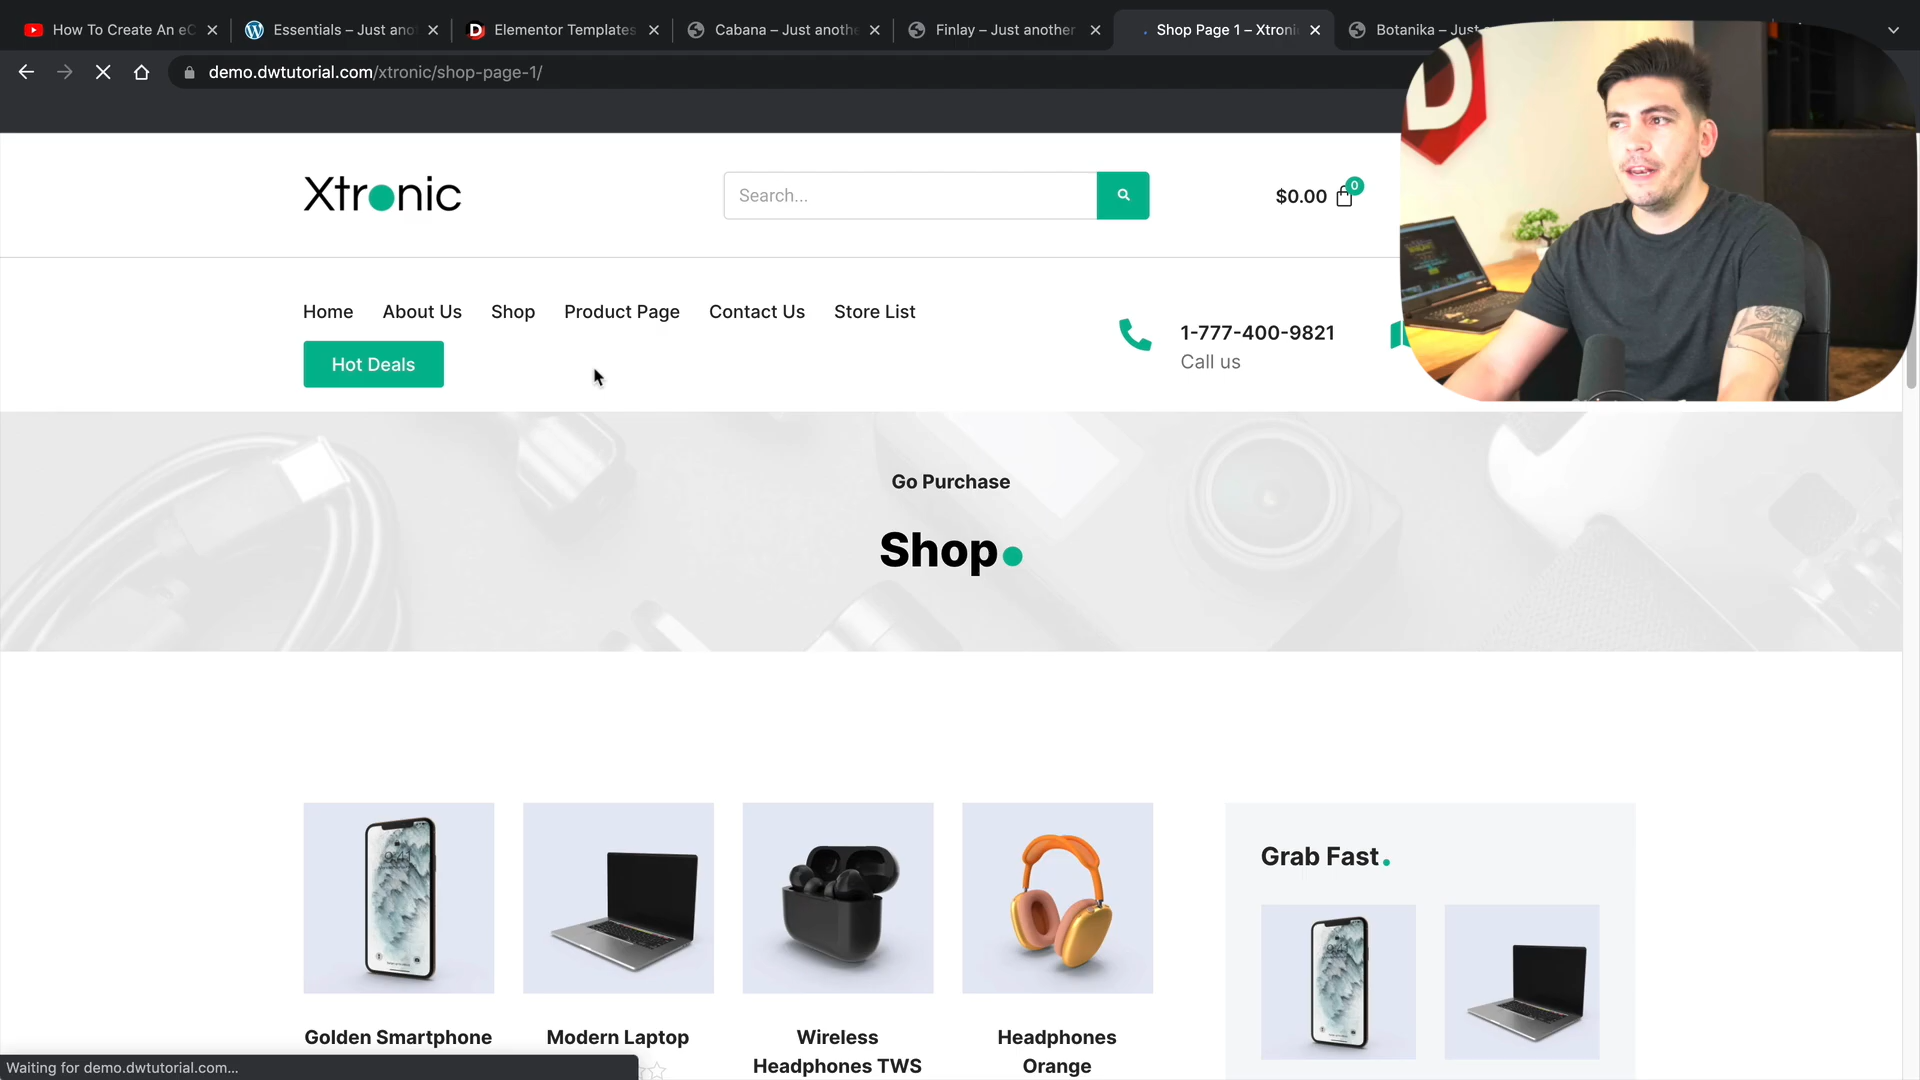 How To Create An eC
Essentials – Just ano
Elementor Templates
Cabana – Just anothe
Finlay – Just another
Shop Page 1 – Xtroni
Botanika – Just
demo.dwtutorial.com/xtronic/shop-page-1/
Xtronic
Search...
$0.00
0
Home
About Us
Shop
Product Page
Contact Us
Store List
Hot Deals
1-777-400-9821
Call us
Go Purchase
Shop
Grab Fast.
9:41
Golden Smartphone
Modern Laptop
Wireless
Headphones TWS
Headphones
Orange
Waiting for demo.dwtutorial.com...